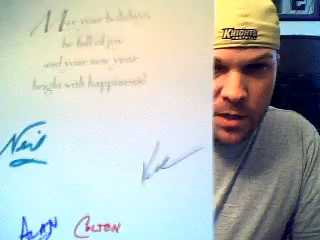 May your holidays
be full of joy
and your new year
bright with happiness!
KNIGHTS
Neil
Alan
Colton